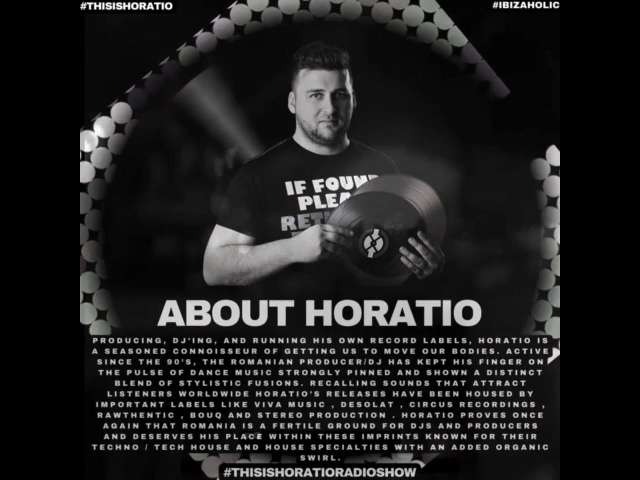 #THISISHORATIO
#IBIZAHOLIC
IF FOUND
PLEA
RET
ABOUT HORATIO
PRODUCING, DJ'ING, AND RUNNING HIS OWN RECORD LABELS, HORATIO IS
A SEASONED CONNOISSEUR OF GETTING US TO MOVE OUR BODIES. ACTIVE
SINCE THE 90'S, THE ROMANIAN PRODUCER/DJ HAS KEPT HIS FINGER ON
THE PULSE OF DANCE MUSIC STRONGLY PINNED AND SHOWN A DISTINCT
BLEND OF STYLISTIC FUSIONS. RECALLING SOUNDS THAT ATTRACT
LISTENERS WORLDWIDE HORATIO'S RELEASES HAVE BEEN HOUSED BY
IMPORTANT LABELS LIKE VIVA MUSIC , DESOLAT , CIRCUS RECORDINGS ,
RAWTHENTIC , BOUQ AND STEREO PRODUCTION . HORATIO PROVES ONCE
AGAIN THAT ROMANIA IS A FERTILE GROUND FOR DJS AND PRODUCERS
AND DESERVES HIS PLACE WITHIN THESE IMPRINTS KNOWN FOR THEIR
TECHNO / TECH HOUSE AND HOUSE SPECIALTIES WITH AN ADDED ORGANIC
SWIRL.
#THISISHORATIORADIOSHOW